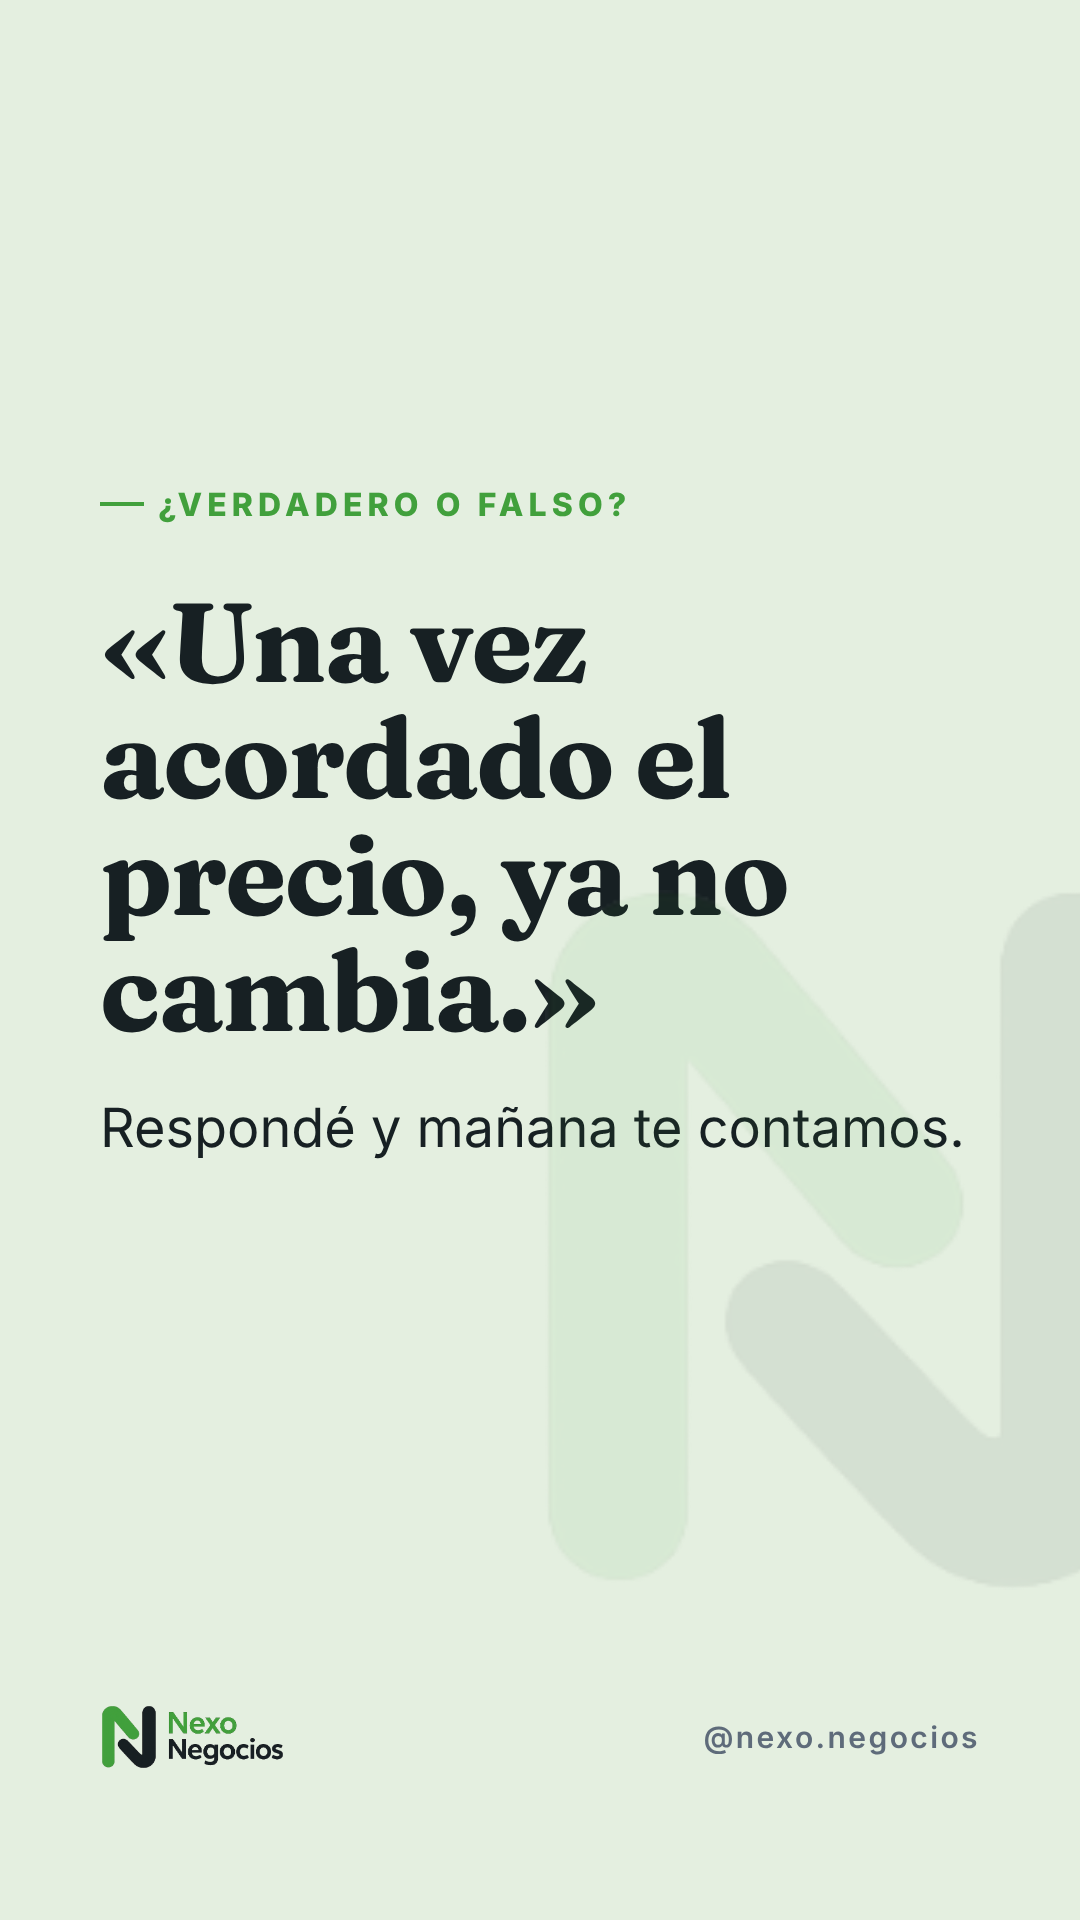 ¿VERDADERO O FALSO?
«Una vez
acordado el
precio, ya no
cambia.»
Respondé y mañana te contamos.
Nexo
Negocios
@nexo.negocios